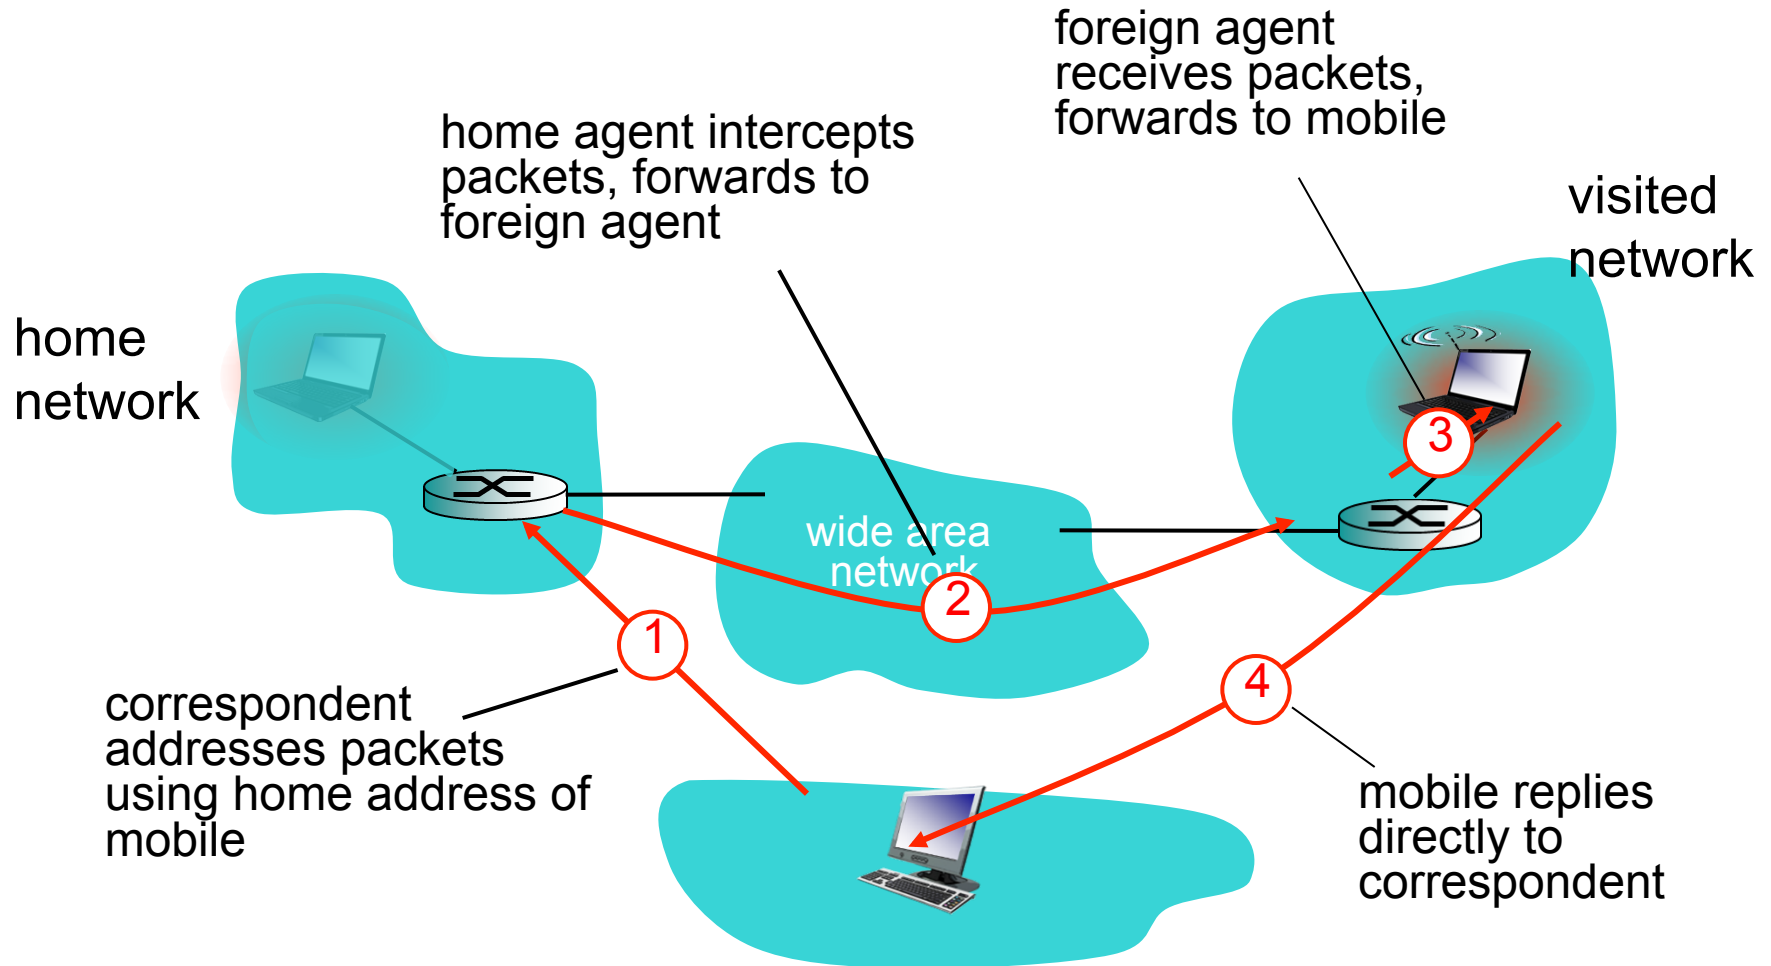 foreign agent
receives packets,
forwards to mobile
home agent intercepts
packets, forwards to
foreign agent
visited
network
home
network
3
wide area
network
2
1
4
correspondent
addresses packets
using home address of
mobile
mobile replies
directly to
correspondent